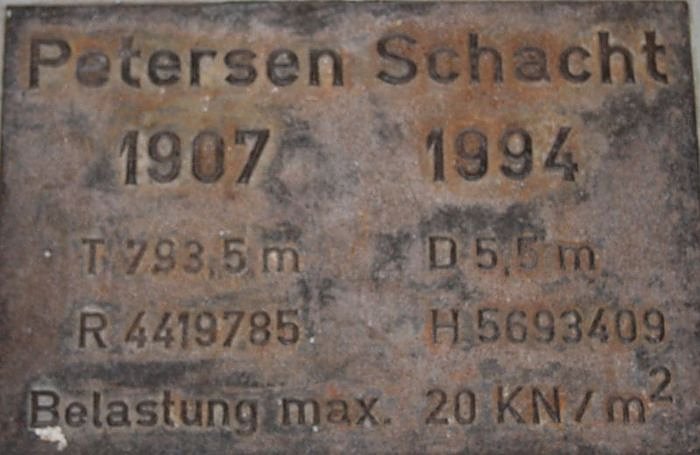 Petersen Schacht
1907 1994
T 793,5 m D 5,5 m
R 4419785 H 5693409
Belastung max. 20 KN/m²